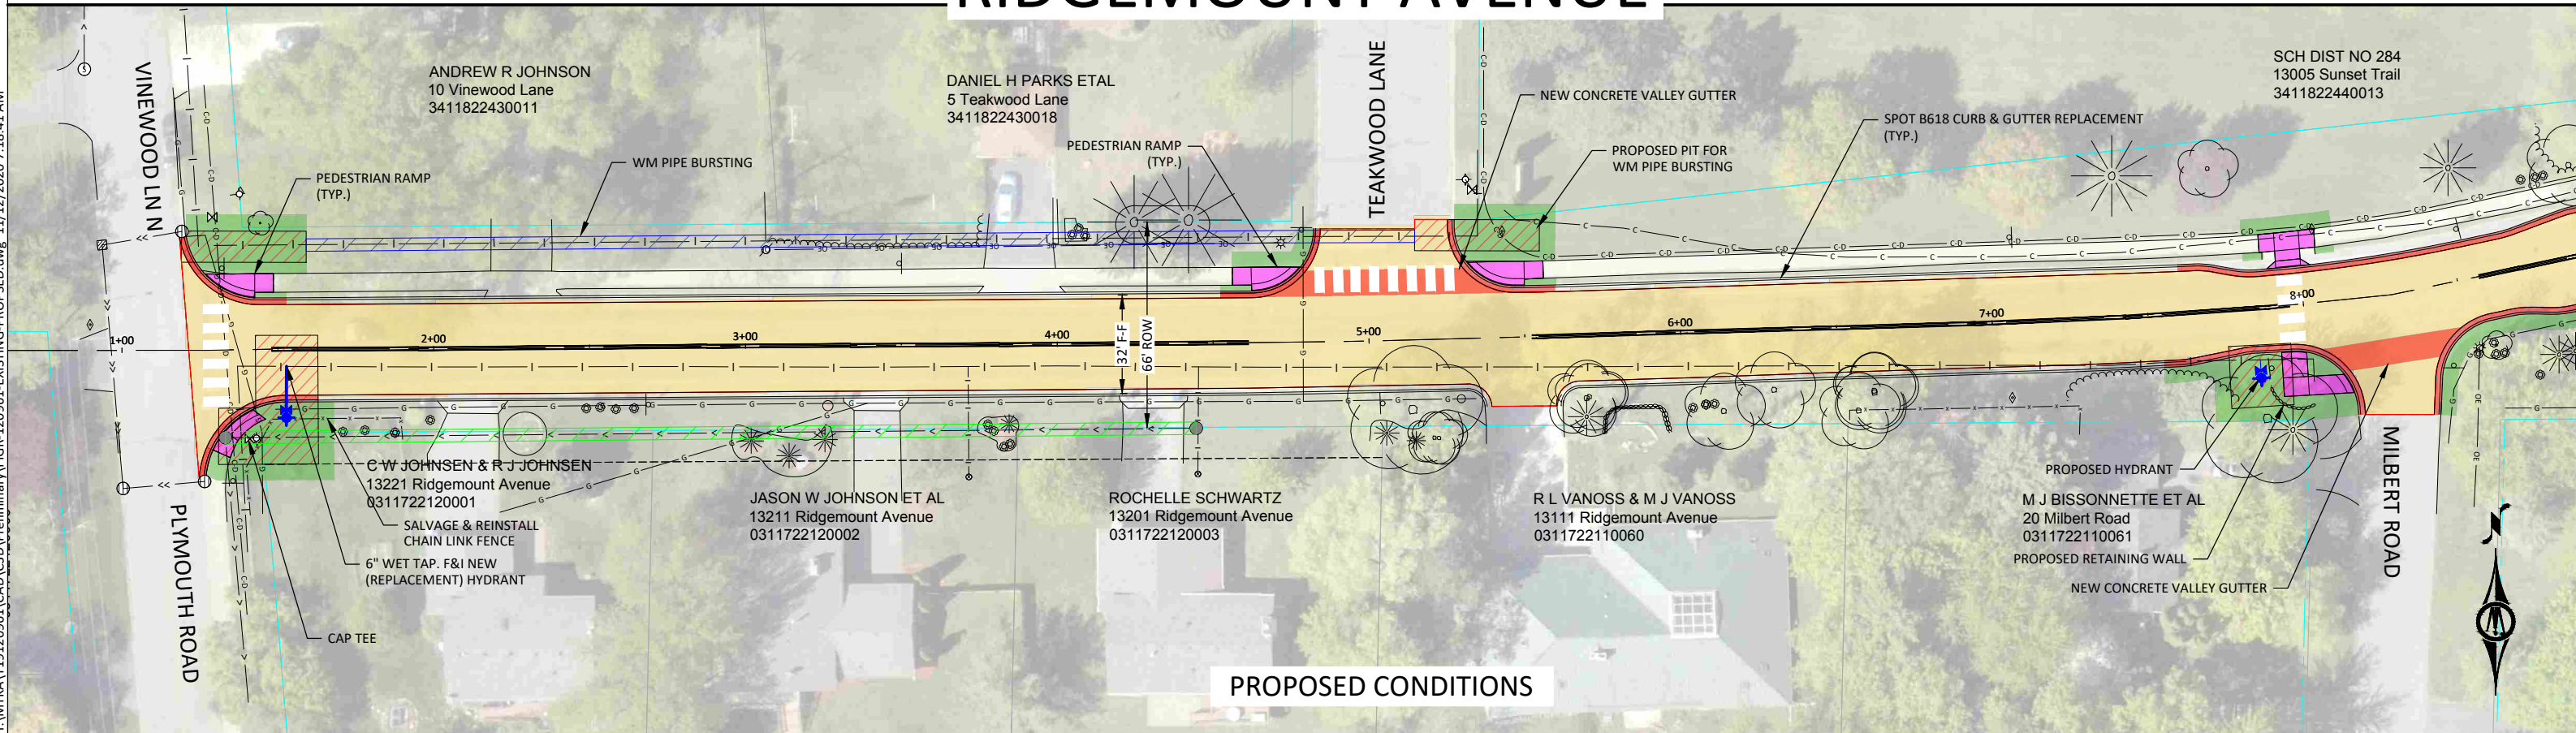 RIDGEMOUNT AVENUE
VINEWOOD LN N
ANDREW R JOHNSON
10 Vinewood Lane
3411822430011
PEDESTRIAN RAMP
(TYP.)
WM PIPE BURSTING
DANIEL H PARKS ETAL
5 Teakwood Lane
3411822430018
PEDESTRIAN RAMP
(TYP.)
TEAKWOOD LANE
NEW CONCRETE VALLEY GUTTER
PROPOSED PIT FOR
WM PIPE BURSTING
SPOT B618 CURB & GUTTER REPLACEMENT
(TYP.)
SCH DIST NO 284
13005 Sunset Trail
3411822440013
1+00
2+00
3+00
4+00
5+00
6+00
7+00
8+00
32' F-F
66' ROW
C W JOHNSEN & R J JOHNSEN
13221 Ridgemount Avenue
0311722120001
SALVAGE & REINSTALL
CHAIN LINK FENCE
6" WET TAP. F&I NEW
(REPLACEMENT) HYDRANT
CAP TEE
PLYMOUTH ROAD
JASON W JOHNSON ET AL
13211 Ridgemount Avenue
0311722120002
ROCHELLE SCHWARTZ
13201 Ridgemount Avenue
0311722120003
R L VANOSS & M J VANOSS
13111 Ridgemount Avenue
0311722110060
PROPOSED HYDRANT
M J BISSONNETTE ET AL
20 Milbert Road
0311722110061
PROPOSED RETAINING WALL
NEW CONCRETE VALLEY GUTTER
MILBERT ROAD
N
PROPOSED CONDITIONS